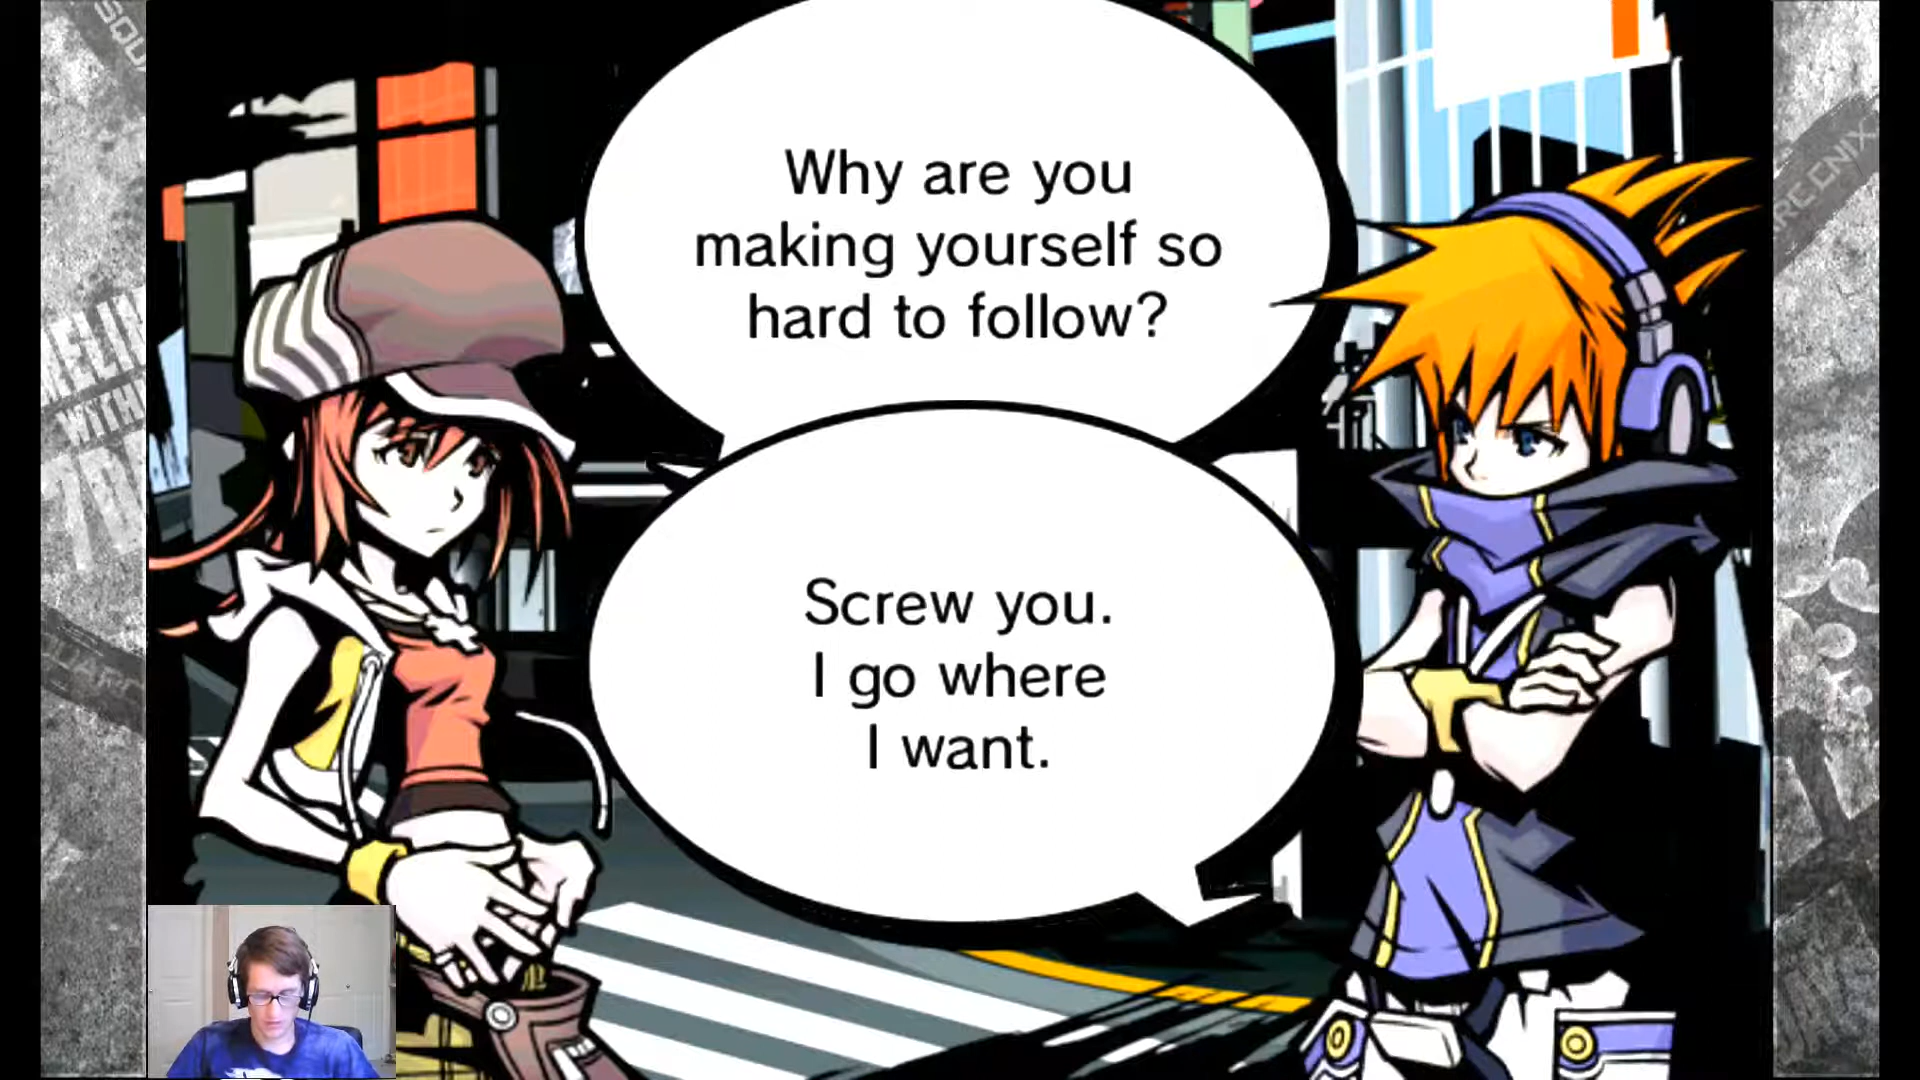 Why are you
making yourself so
hard to follow?
Screw you.
I go where
I want.